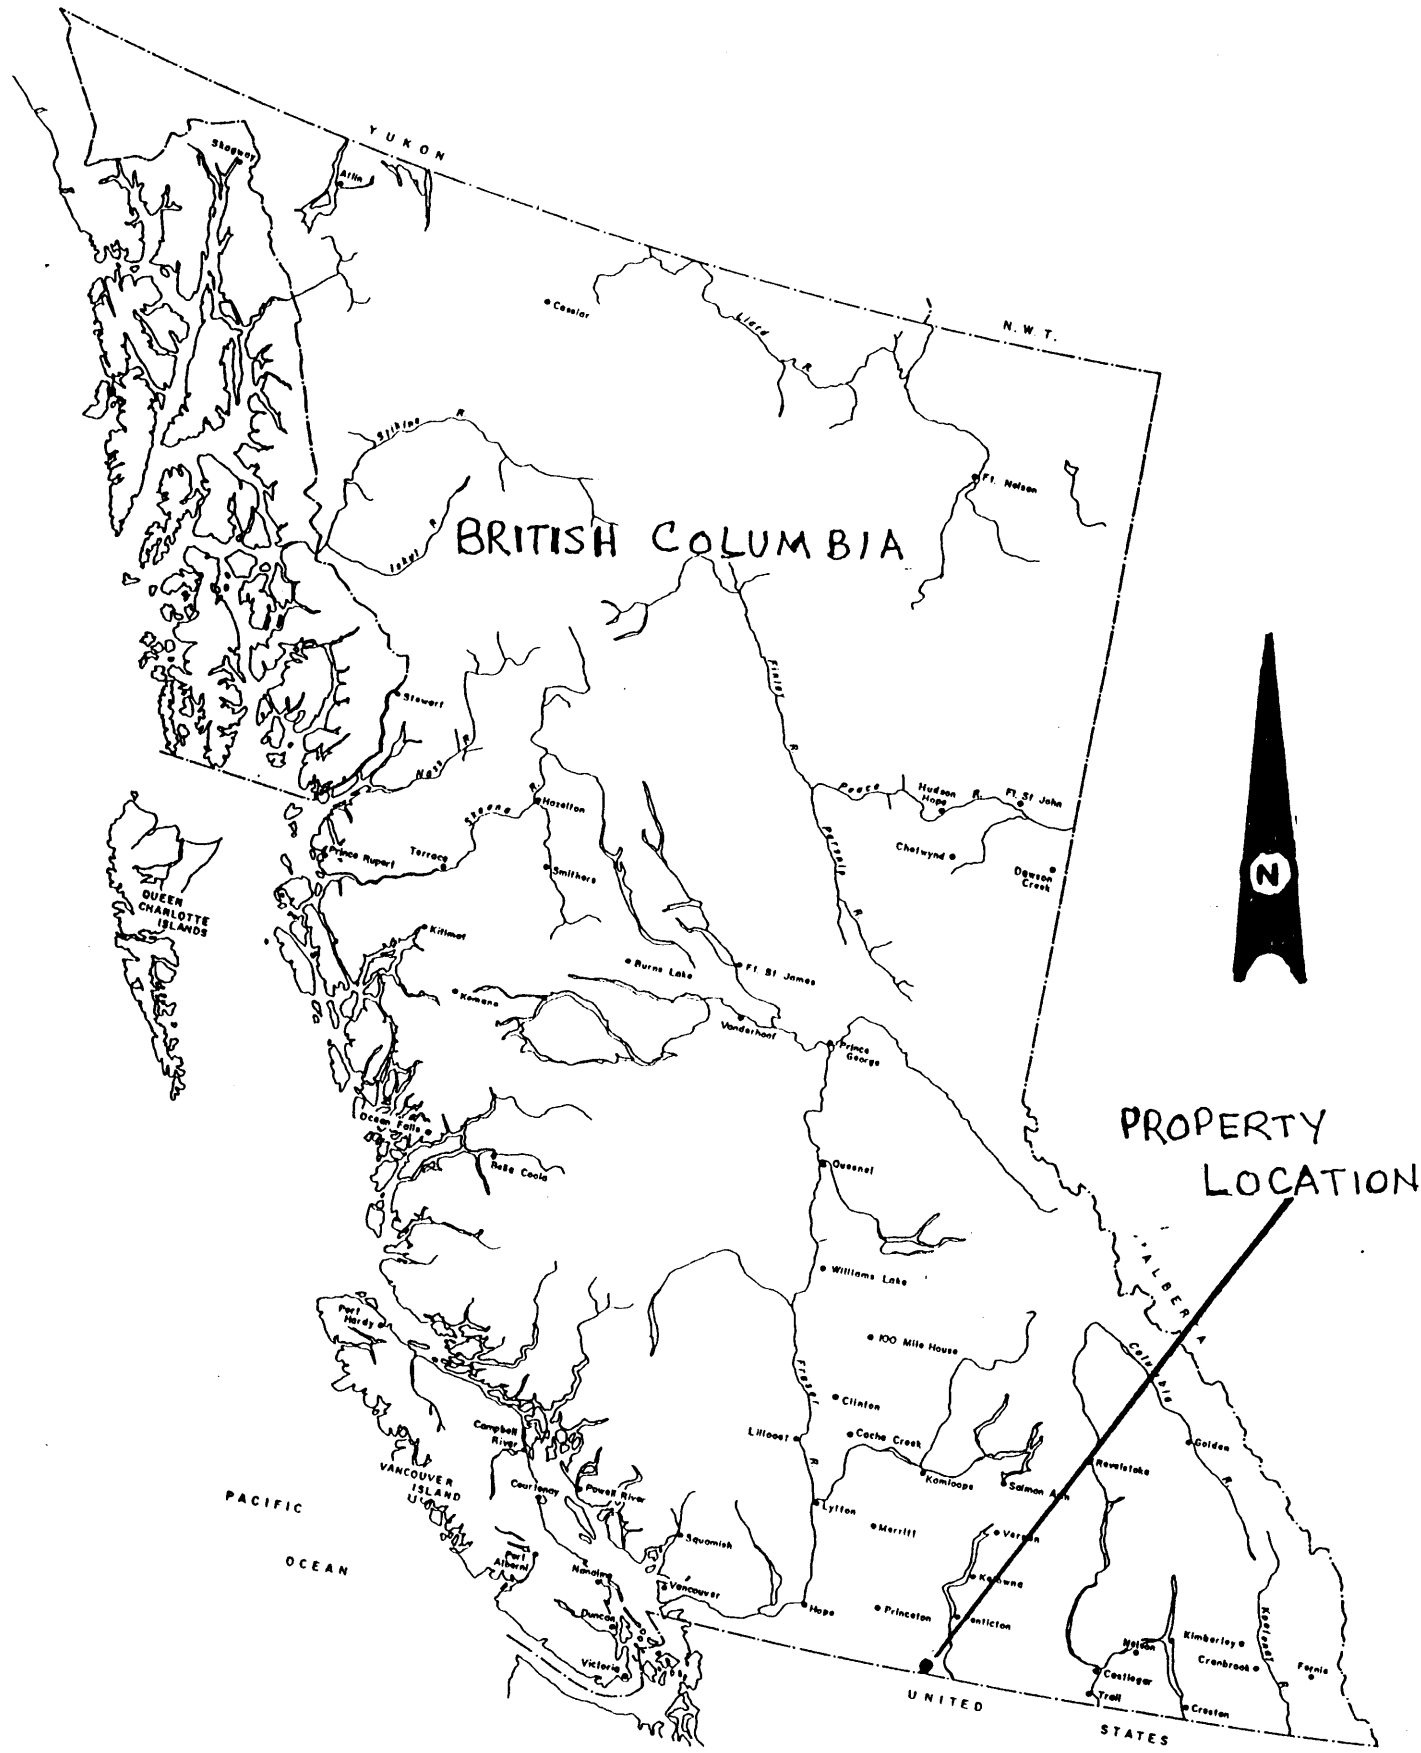 YUKON
Skagway
Atlin
Cassiar
Liard
R
N.W.T.
Stikine R
Ft. Nelson
Iskut R
BRITISH COLUMBIA
Finlay
R
Stewart
Nass R
Peace
Hudson
Hope
R.
Ft. St John
Skeena R.
Hazelton
Parsnip
R
Chetwynd
Dawson
Creek
Prince Rupert
Terrace
Smithers
N
QUEEN
CHARLOTTE
ISLANDS
Kitimat
Burns Lake
Ft. St James
Kemano
Vanderhoof
Prince
George
Ocean Falls
Bella Coola
PROPERTY
LOCATION
Quesnel
Williams Lake
ALBER A
Port
Hardy
100 Mile House
Columbia
R
Fraser
R
Clinton
Campbell
River
Lillooet
Cache Creek
Golden
Revelstoke
Kamloops
Salmon Arm
VANCOUVER
ISLAND
PACIFIC
OCEAN
Courtenay
Powell River
Lytton
Merritt
Vernon
Squamish
Port
Alberni
Nanaimo
Vancouver
Kelowna
Hope
Princeton
Penticton
Duncan
Victoria
Nelson
Kimberley
Cranbrook
Kootenay
R
Fernie
Castlegar
Trail
Creston
UNITED
STATES